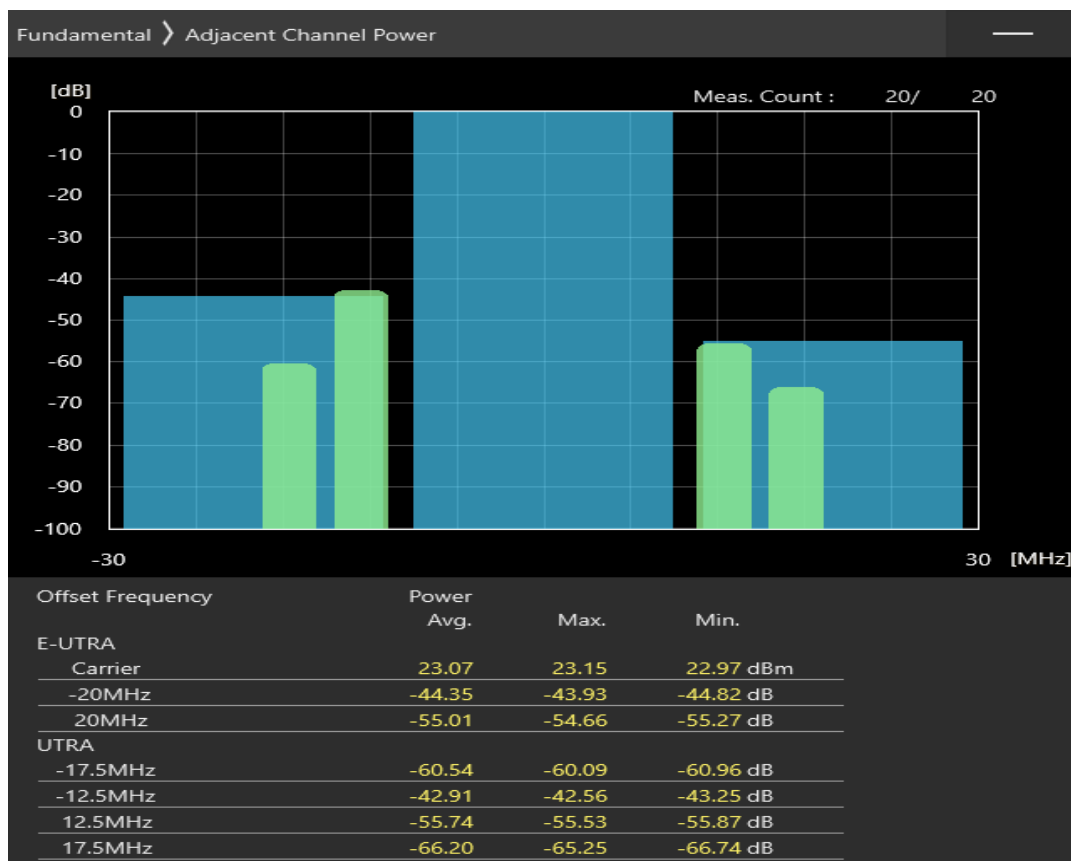 Fundamental ❯ Adjacent Channel Power
[dB]
Meas. Count : 20/ 20
0
-10
-20
-30
-40
-50
-60
-70
-80
-90
-100
-30 30 [MHz]
Offset Frequency Power
Avg. Max. Min.
E-UTRA
Carrier 23.07 23.15 22.97 dBm
-20MHz -44.35 -43.93 -44.82 dB
20MHz -55.01 -54.66 -55.27 dB
UTRA
-17.5MHz -60.54 -60.09 -60.96 dB
-12.5MHz -42.91 -42.56 -43.25 dB
12.5MHz -55.74 -55.53 -55.87 dB
17.5MHz -66.20 -65.25 -66.74 dB